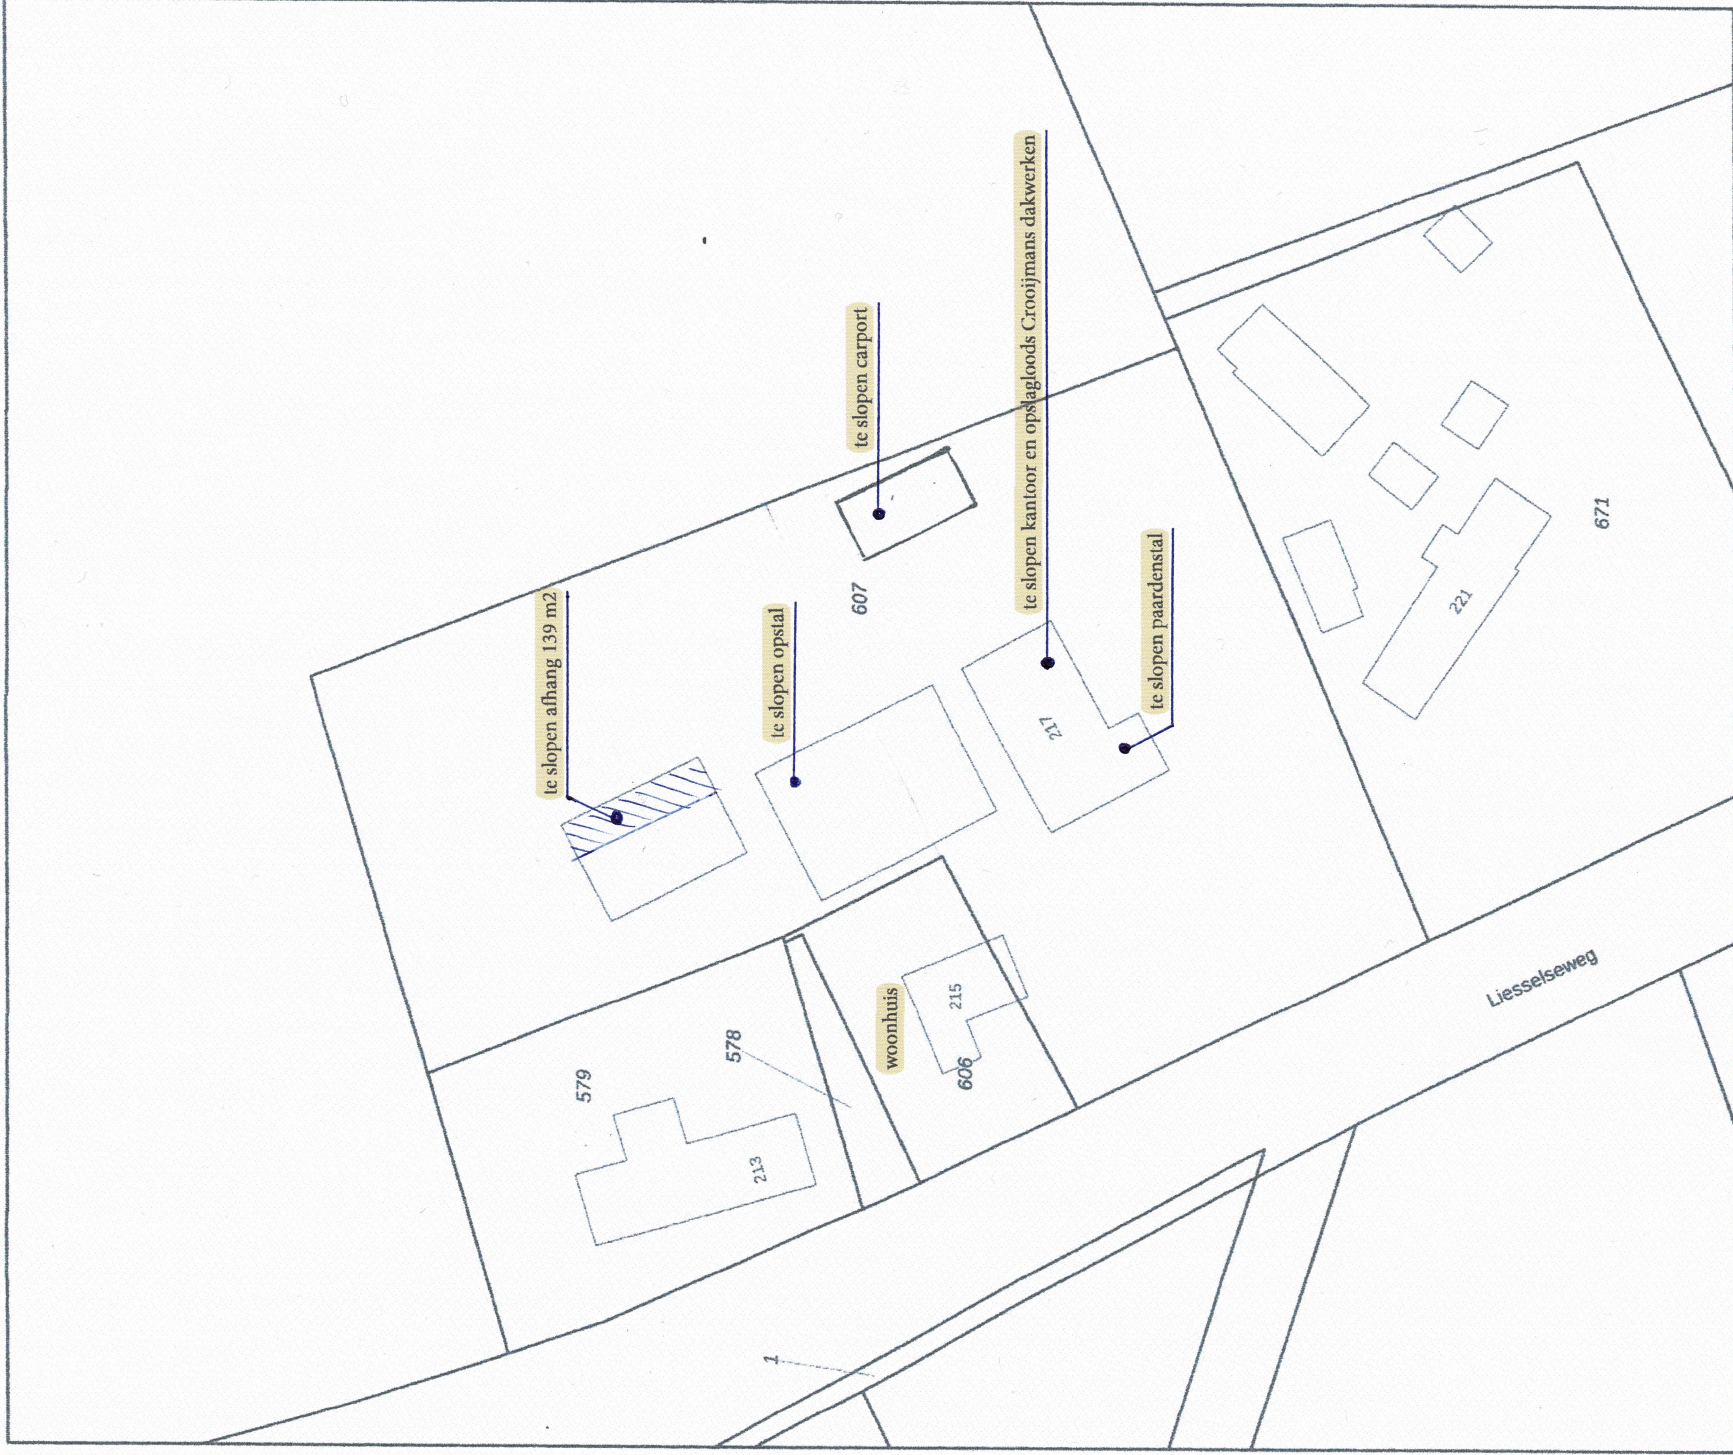 te slopen afhang 139 m2
te slopen opstal
te slopen carport
te slopen kantoor en opslagloods Crooijmans dakwerken
te slopen paardenstal
woonhuis
607
217
579
578
213
215
606
671
221
Liesselseweg
1